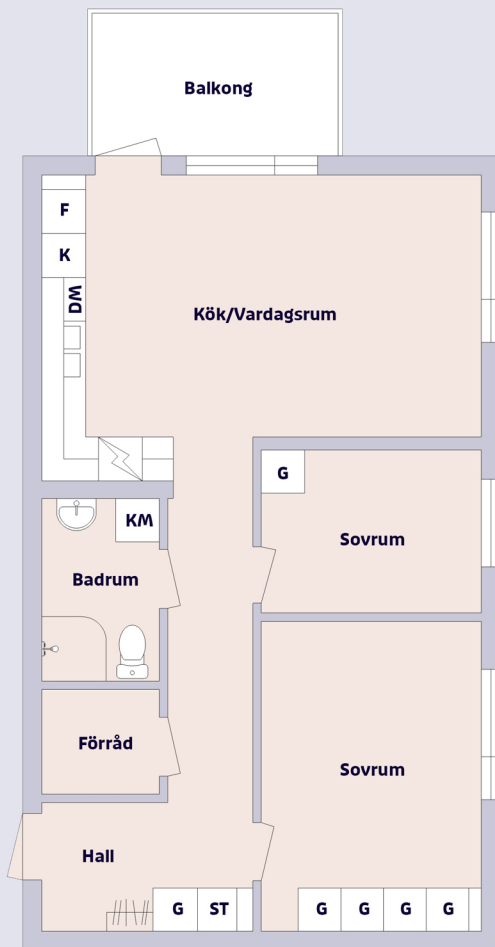 Balkong
F
K
DM
Kök/Vardagsrum
G
KM
Sovrum
Badrum
Förråd
Sovrum
Hall
G ST G G G G